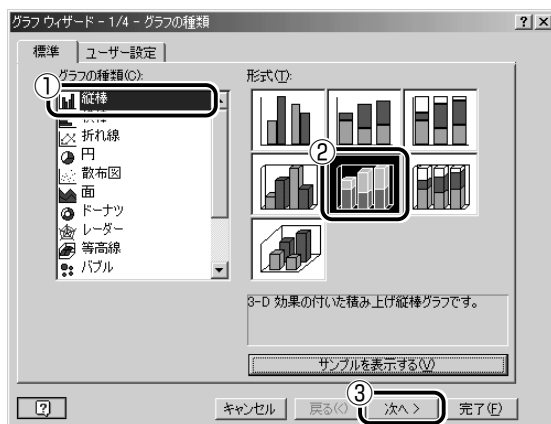 グラフ ウィザード - 1/4 - グラフの種類
標準
ユーザー設定
グラフの種類(C):
形式(T):
①
縦棒
折れ線
円
散布図
面
ドーナツ
レーダー
等高線
バブル
②
3-D 効果の付いた積み上げ縦棒グラフです。
サンプルを表示する(V)
③
キャンセル
戻る(<)
次へ >
完了(F)